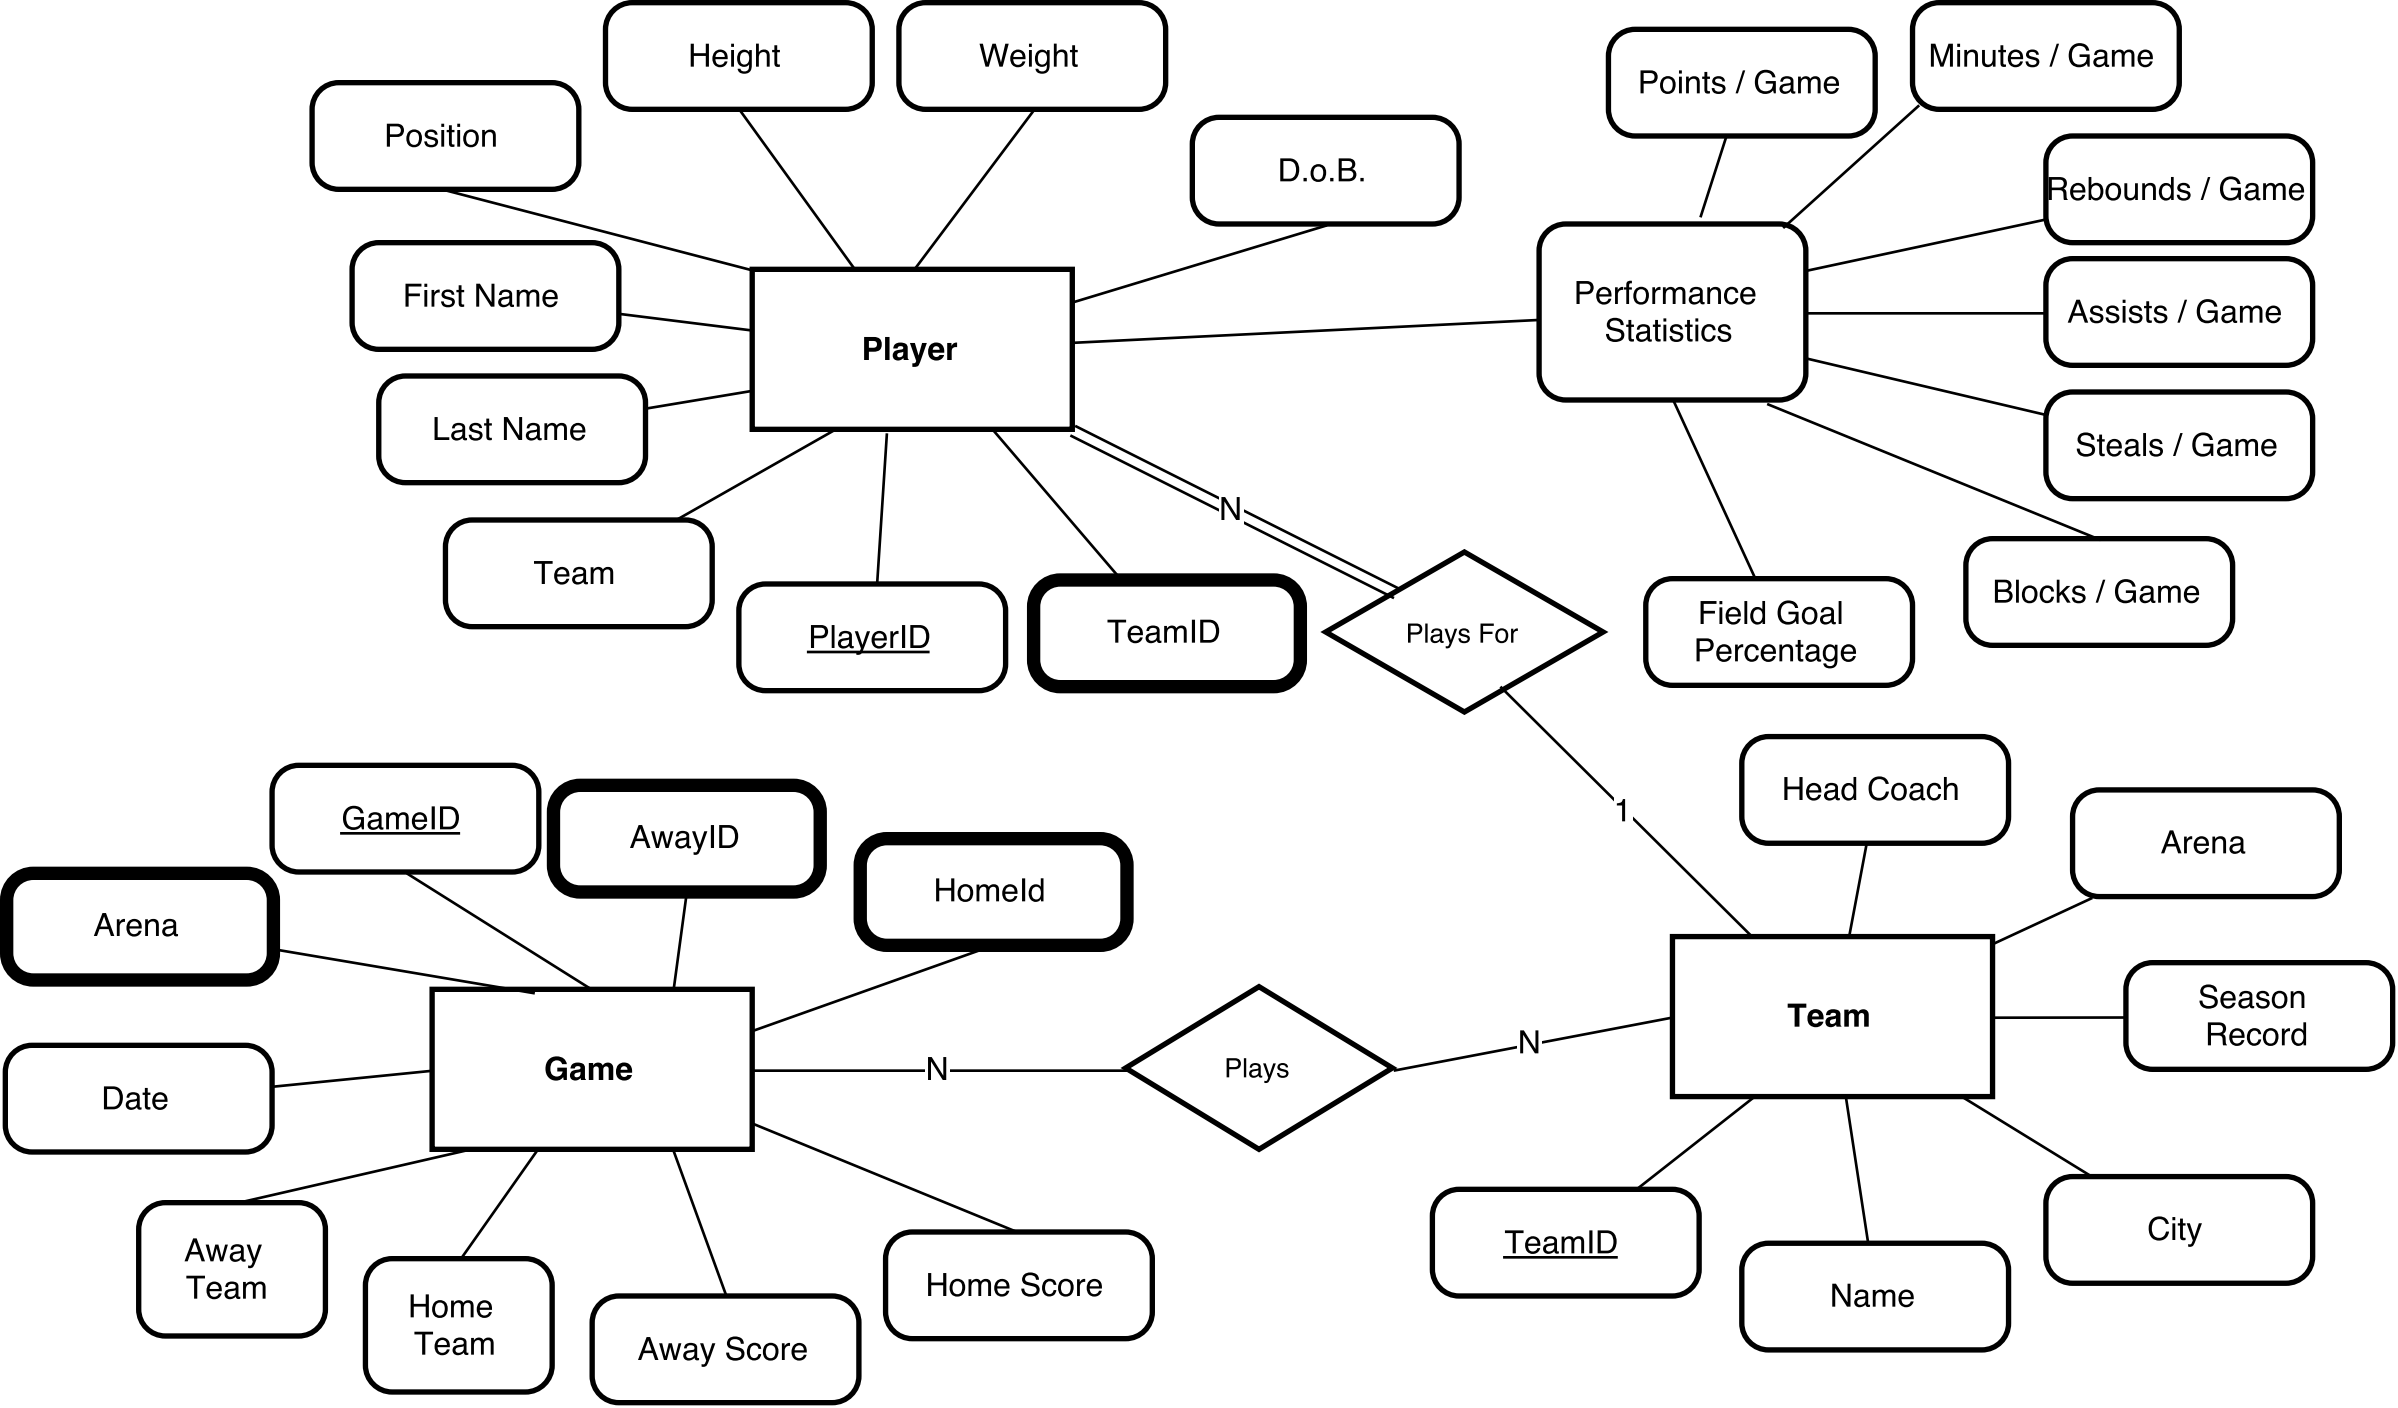 Height
Weight
Minutes / Game
Points / Game
Position
D.o.B.
Rebounds / Game
First Name
Performance
Statistics
Assists / Game
Player
Last Name
Steals / Game
N
Team
PlayerID
TeamID
Plays For
Field Goal
Percentage
Blocks / Game
1
Head Coach
GameID
AwayID
HomeId
Arena
Arena
Season
Record
Team
Date
Game
N
Plays
N
Away
Team
Home
Team
Away Score
Home Score
TeamID
Name
City